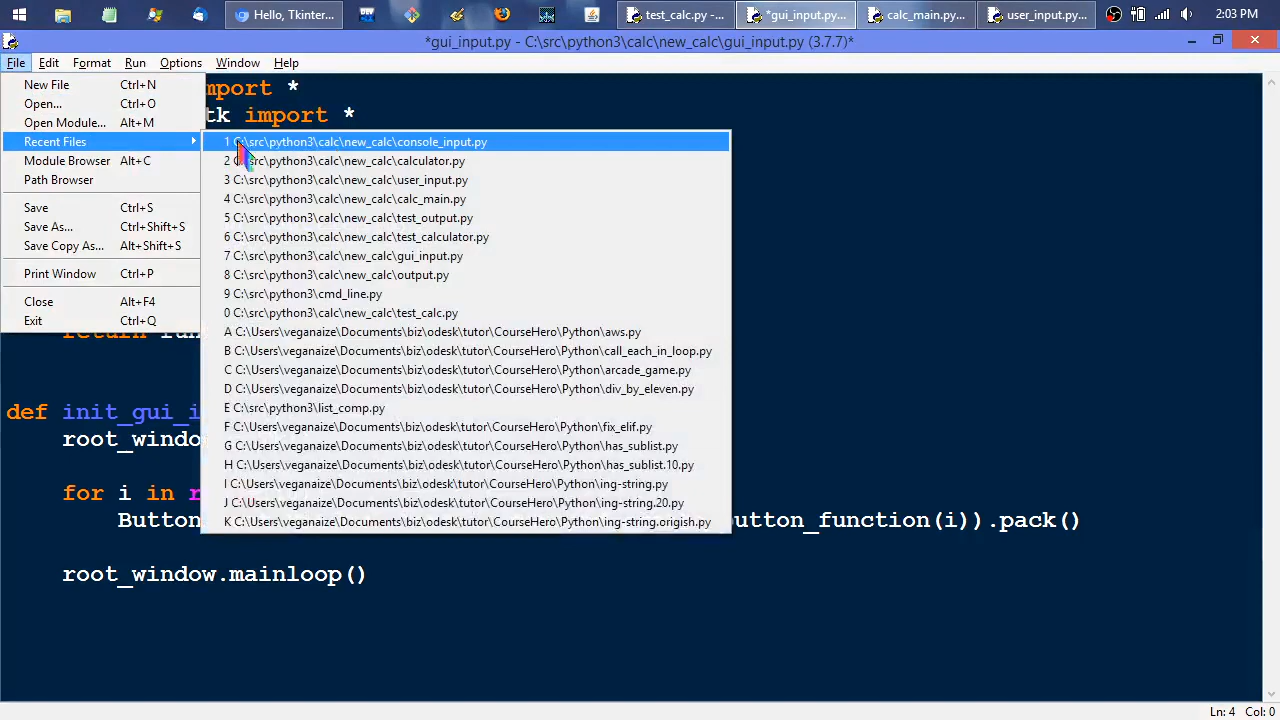 Hello, Tkinter...
test_calc.py -...
*gui_input.py...
calc_main.py...
user_input.py...
2:03 PM
*gui_input.py - C:\src\python3\calc\new_calc\gui_input.py (3.7.7)*
File Edit Format Run Options Window Help
New File Ctrl+N
Open...
Open Module... Alt+M
Recent Files
Module Browser Alt+C
Path Browser
Save Ctrl+S
Save As... Ctrl+Shift+S
Save Copy As... Alt+Shift+S
Print Window Ctrl+P
Close Alt+F4
Exit Ctrl+Q
1 C:\src\python3\calc\new_calc\console_input.py
2 C:\src\python3\calc\new_calc\calculator.py
3 C:\src\python3\calc\new_calc\user_input.py
4 C:\src\python3\calc\new_calc\calc_main.py
5 C:\src\python3\calc\new_calc\test_output.py
6 C:\src\python3\calc\new_calc\test_calculator.py
7 C:\src\python3\calc\new_calc\gui_input.py
8 C:\src\python3\calc\new_calc\output.py
9 C:\src\python3\cmd_line.py
0 C:\src\python3\calc\new_calc\test_calc.py
A C:\Users\veganaize\Documents\biz\odesk\tutor\CourseHero\Python\aws.py
B C:\Users\veganaize\Documents\biz\odesk\tutor\CourseHero\Python\call_each_in_loop.py
C C:\Users\veganaize\Documents\biz\odesk\tutor\CourseHero\Python\arcade_game.py
D C:\Users\veganaize\Documents\biz\odesk\tutor\CourseHero\Python\div_by_eleven.py
E C:\src\python3\list_comp.py
F C:\Users\veganaize\Documents\biz\odesk\tutor\CourseHero\Python\fix_elif.py
G C:\Users\veganaize\Documents\biz\odesk\tutor\CourseHero\Python\has_sublist.py
H C:\Users\veganaize\Documents\biz\odesk\tutor\CourseHero\Python\has_sublist.10.py
I C:\Users\veganaize\Documents\biz\odesk\tutor\CourseHero\Python\ing-string.py
J C:\Users\veganaize\Documents\biz\odesk\tutor\CourseHero\Python\ing-string.20.py
K C:\Users\veganaize\Documents\biz\odesk\tutor\CourseHero\Python\ing-string.origish.py
mport *
tk import *
def init_gui_i
root_window
for i in r
Button utton_function(i)).pack()
root_window.mainloop()
Ln: 4 Col: 0